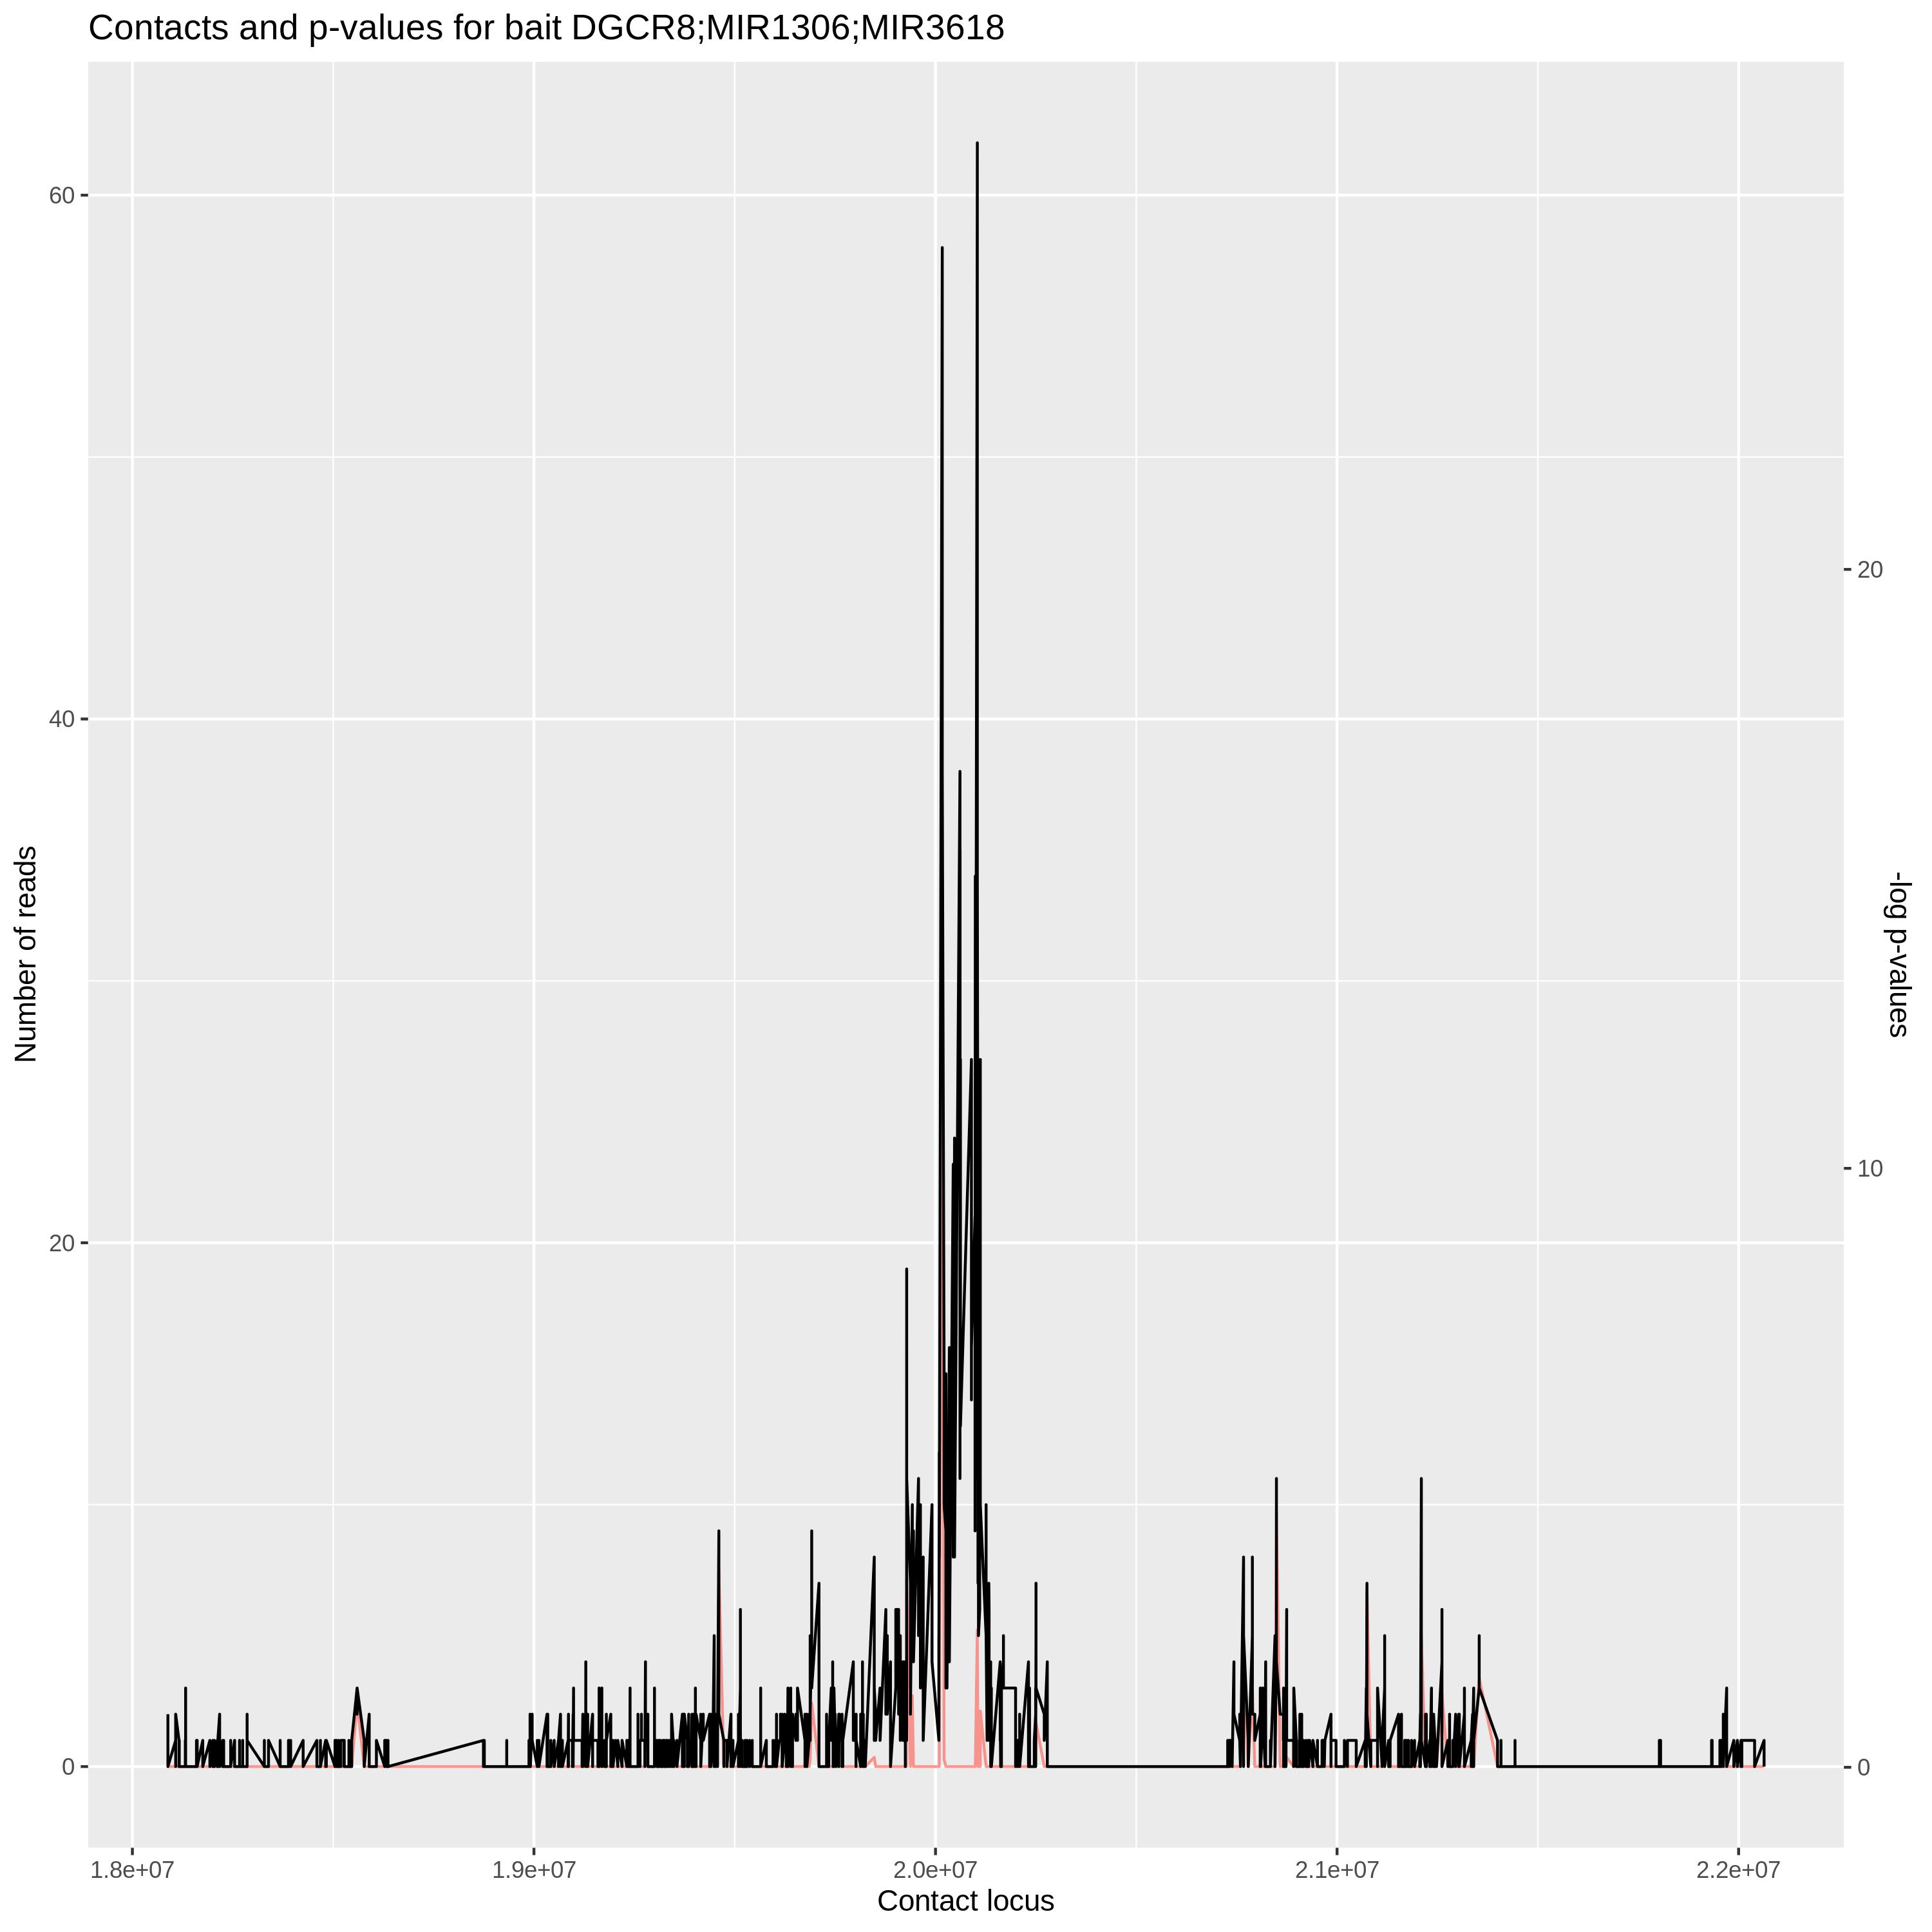 Contacts and p-values for bait DGCR8;MIR1306;MIR3618
60
40
20
0
Number of reads
20
10
0
-log p-values
1.8e+07
1.9e+07
2.0e+07
2.1e+07
2.2e+07
Contact locus